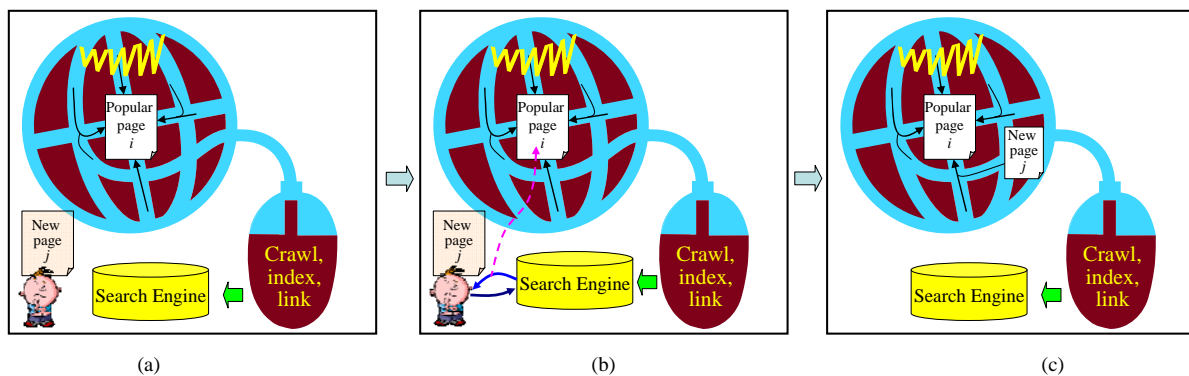 WWW
Popular
page
i
New
page
j
Crawl,
index,
link
Search Engine
(a)
WWW
Popular
page
i
New
page
j
Crawl,
index,
link
Search Engine
(b)
WWW
Popular
page
i
New
page
j
Crawl,
index,
link
Search Engine
(c)